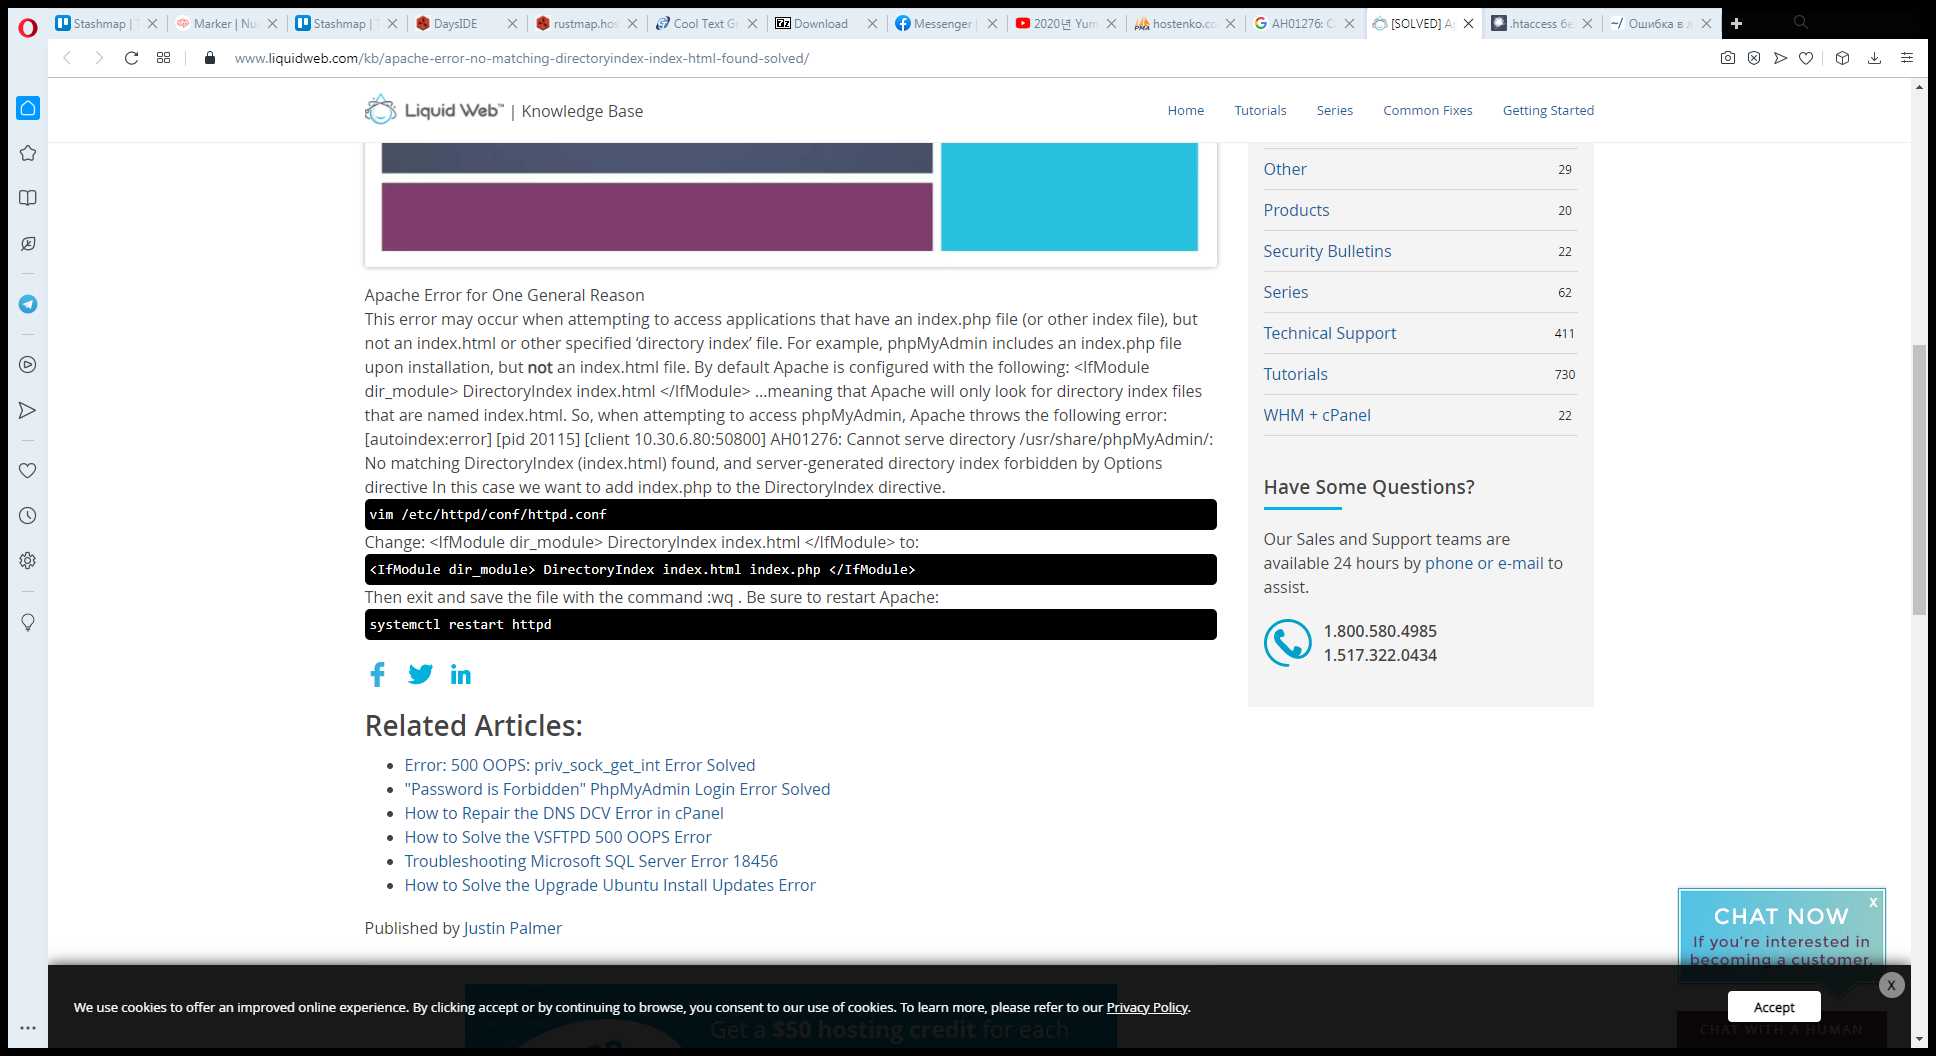 Stashmap | T
Marker | Nu
Stashmap | T
DaysIDE
rustmap.hos
Cool Text Gr
Download
Messenger
2020년 Yum
hostenko.co
AH01276: C
[SOLVED] A
.htaccess бе
~/ Ошибка в л
www.liquidweb.com/kb/apache-error-no-matching-directoryindex-index-html-found-solved/
Liquid Web™ | Knowledge Base
Home
Tutorials
Series
Common Fixes
Getting Started
Apache Error for One General Reason
This error may occur when attempting to access applications that have an index.php file (or other index file), but
not an index.html or other specified ‘directory index’ file. For example, phpMyAdmin includes an index.php file
upon installation, but not an index.html file. By default Apache is configured with the following: <IfModule
dir_module> DirectoryIndex index.html </IfModule> …meaning that Apache will only look for directory index files
that are named index.html. So, when attempting to access phpMyAdmin, Apache throws the following error:
[autoindex:error] [pid 20115] [client 10.30.6.80:50800] AH01276: Cannot serve directory /usr/share/phpMyAdmin/:
No matching DirectoryIndex (index.html) found, and server-generated directory index forbidden by Options
directive In this case we want to add index.php to the DirectoryIndex directive.
vim /etc/httpd/conf/httpd.conf
Change: <IfModule dir_module> DirectoryIndex index.html </IfModule> to:
<IfModule dir_module> DirectoryIndex index.html index.php </IfModule>
Then exit and save the file with the command :wq . Be sure to restart Apache:
systemctl restart httpd
Related Articles:
Error: 500 OOPS: priv_sock_get_int Error Solved
"Password is Forbidden" PhpMyAdmin Login Error Solved
How to Repair the DNS DCV Error in cPanel
How to Solve the VSFTPD 500 OOPS Error
Troubleshooting Microsoft SQL Server Error 18456
How to Solve the Upgrade Ubuntu Install Updates Error
Published by Justin Palmer
Other 29
Products 20
Security Bulletins 22
Series 62
Technical Support 411
Tutorials 730
WHM + cPanel 22
Have Some Questions?
Our Sales and Support teams are
available 24 hours by phone or e-mail to
assist.
1.800.580.4985
1.517.322.0434
CHAT NOW
X
If you're interested in
becoming a customer.
X
We use cookies to offer an improved online experience. By clicking accept or by continuing to browse, you consent to our use of cookies. To learn more, please refer to our Privacy Policy.
Accept
Get a $50 hosting credit for each
CHAT WITH A HUMAN